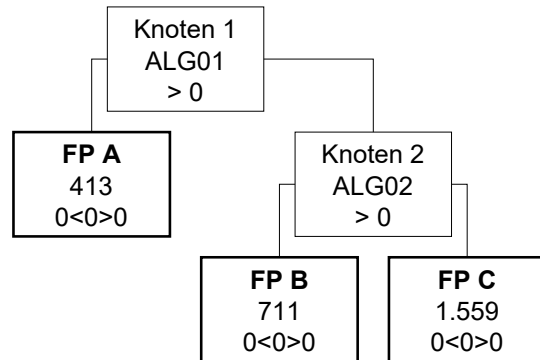 Knoten 1
ALG01
> 0
FP A
413
0<0>0
Knoten 2
ALG02
> 0
FP B
711
0<0>0
FP C
1.559
0<0>0